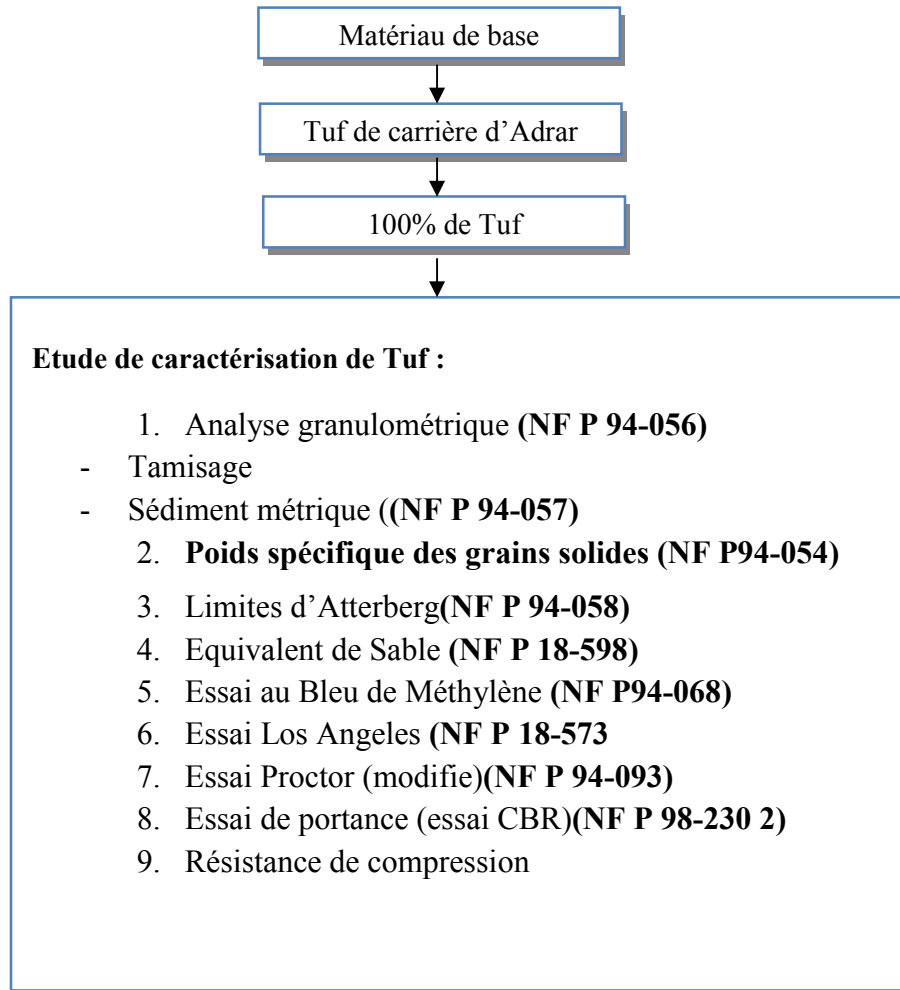 Matériau de base
Tuf de carrière d’Adrar
100% de Tuf
Etude de caractérisation de Tuf :
1. Analyse granulométrique (NF P 94-056)
- Tamisage
- Sédiment métrique ((NF P 94-057)
2. Poids spécifique des grains solides (NF P94-054)
3. Limites d’Atterberg(NF P 94-058)
4. Equivalent de Sable (NF P 18-598)
5. Essai au Bleu de Méthylène (NF P94-068)
6. Essai Los Angeles (NF P 18-573
7. Essai Proctor (modifie)(NF P 94-093)
8. Essai de portance (essai CBR)(NF P 98-230 2)
9. Résistance de compression